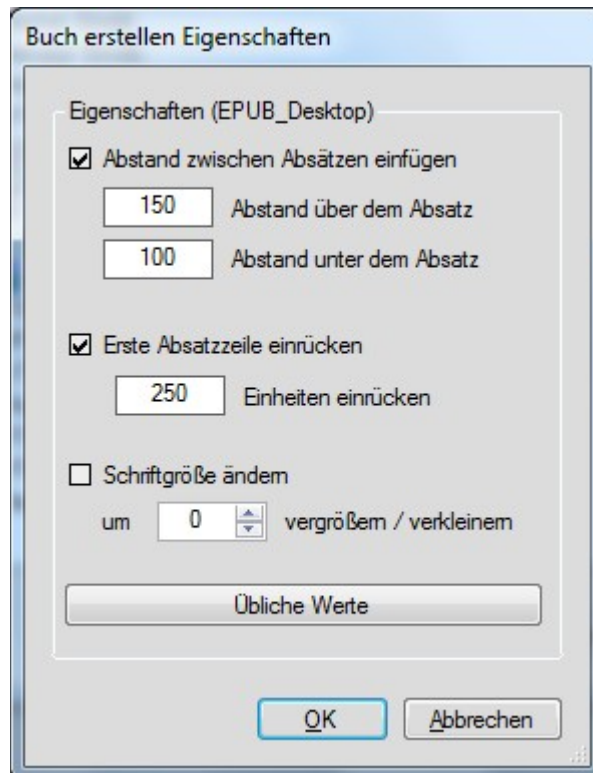 Buch erstellen Eigenschaften
Eigenschaften (EPUB_Desktop)
Abstand zwischen Absätzen einfügen
150 Abstand über dem Absatz
100 Abstand unter dem Absatz
Erste Absatzzeile einrücken
250 Einheiten einrücken
Schriftgröße ändern
um 0 vergrößern / verkleinern
Übliche Werte
OK Abbrechen